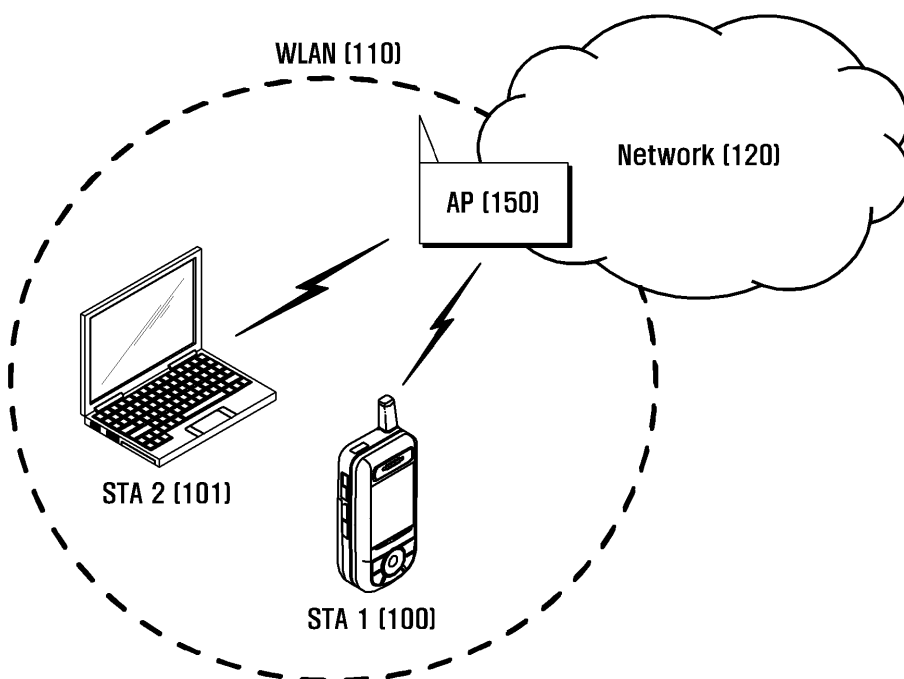 WLAN (110)
Network (120)
AP (150)
STA 2 (101)
STA 1 (100)